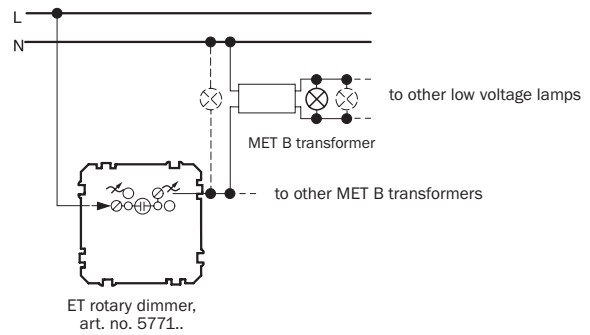 L
N
to other low voltage lamps
MET B transformer
to other MET B transformers
ET rotary dimmer,
art. no. 5771..